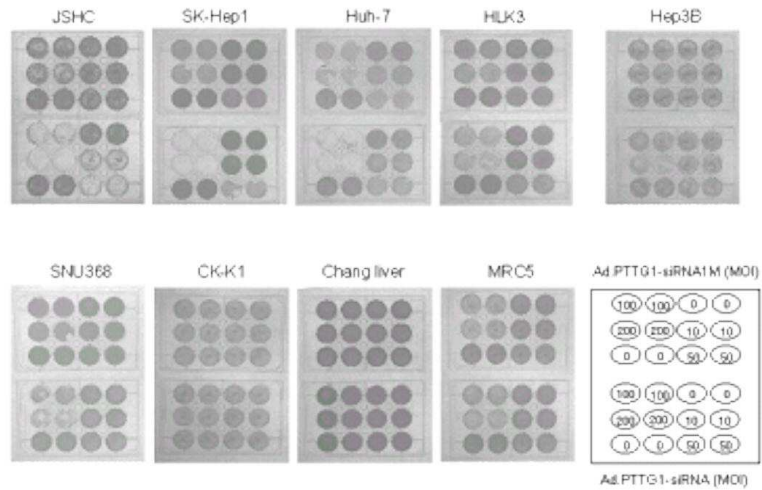 JSHC SK-Hep1 Huh-7 HLK3 Hep3B
SNU368 CK-K1 Chang liver MRC5 Ad.PTTG1-siRNA1M (MOI)
100 100 0 0
200 200 10 10
0 0 50 50
100 100 0 0
200 200 10 10
0 0 50 50
Ad.PTTG1-siRNA (MOI)